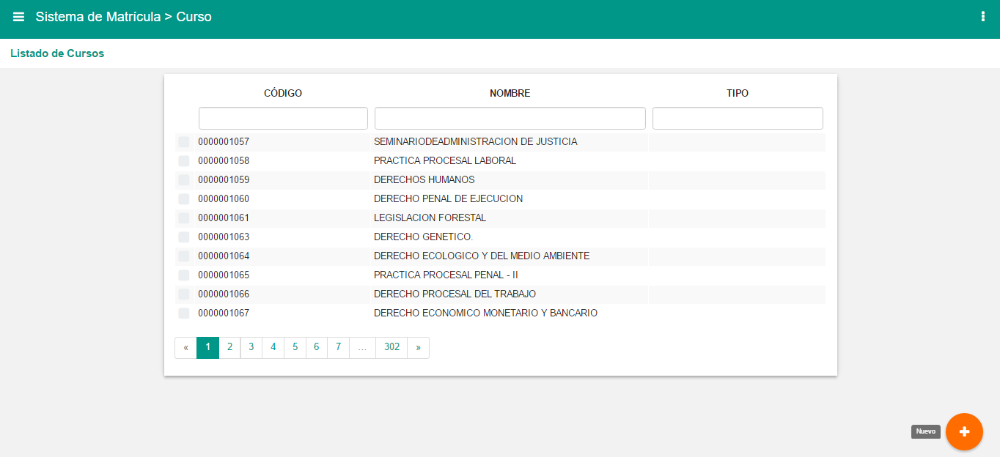 Sistema de Matrícula > Curso
Listado de Cursos
CÓDIGO NOMBRE TIPO
0000001057 SEMINARIODEADMINISTRACION DE JUSTICIA
0000001058 PRACTICA PROCESAL LABORAL
0000001059 DERECHOS HUMANOS
0000001060 DERECHO PENAL DE EJECUCION
0000001061 LEGISLACION FORESTAL
0000001063 DERECHO GENETICO.
0000001064 DERECHO ECOLOGICO Y DEL MEDIO AMBIENTE
0000001065 PRACTICA PROCESAL PENAL - II
0000001066 DERECHO PROCESAL DEL TRABAJO
0000001067 DERECHO ECONOMICO MONETARIO Y BANCARIO
« 1 2 3 4 5 6 7 ... 302 »
Nuevo